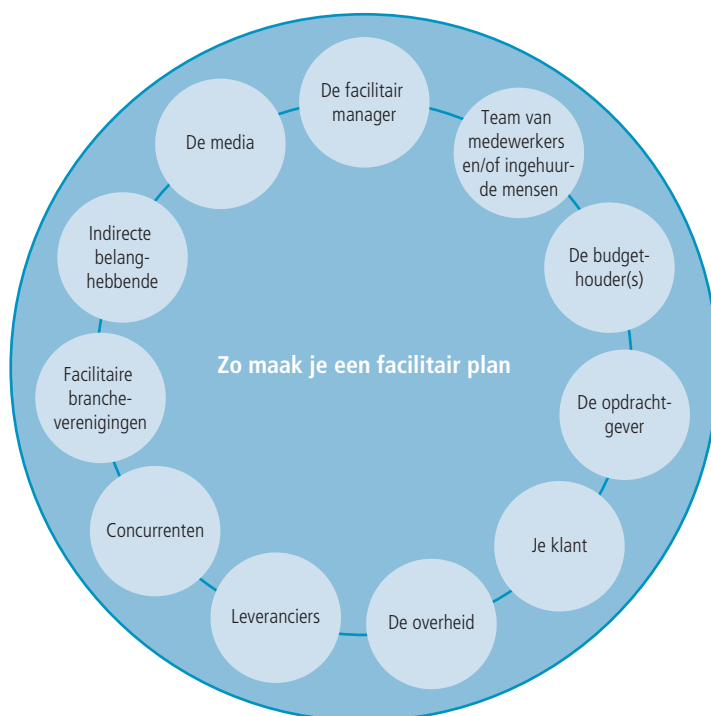 De facilitair
manager
Team van
medewerkers
en/of ingehuur-
de mensen
De budget-
houder(s)
De opdracht-
gever
Je klant
De overheid
Leveranciers
Concurrenten
Facilitaire
branche-
verenigingen
Indirecte
belang-
hebbende
De media
Zo maak je een facilitair plan